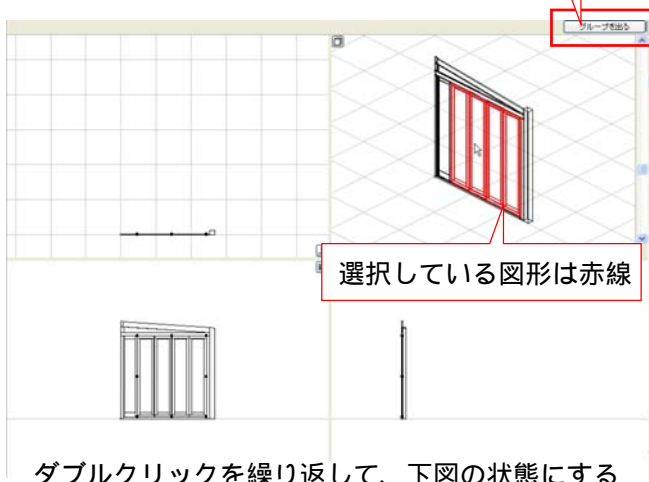 グループを出る
選択している図形は赤線
ダブルクリックを繰り返して、下図の状態にする